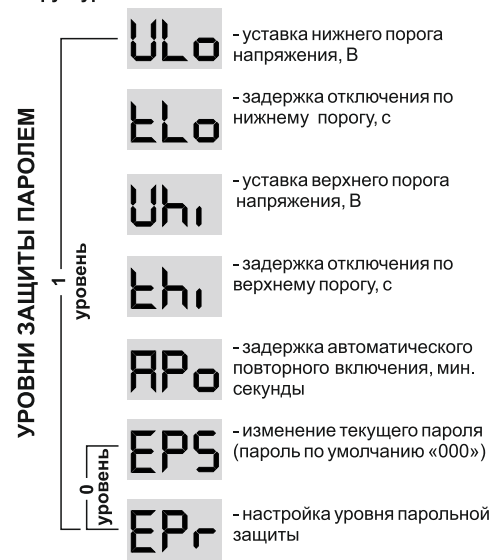 ULo
- уставка нижнего порога
напряжения, В
tLo
- задержка отключения по
нижнему порогу, с
Uhi
- уставка верхнего порога
напряжения, В
thi
- задержка отключения по
верхнему порогу, с
APo
- задержка автоматического
повторного включения, мин.
секунды
EPS
- изменение текущего пароля
(пароль по умолчанию «000»)
EPr
- настройка уровня парольной
защиты
УРОВНИ ЗАЩИТЫ ПАРОЛЕМ
1
уровень
0
уровень